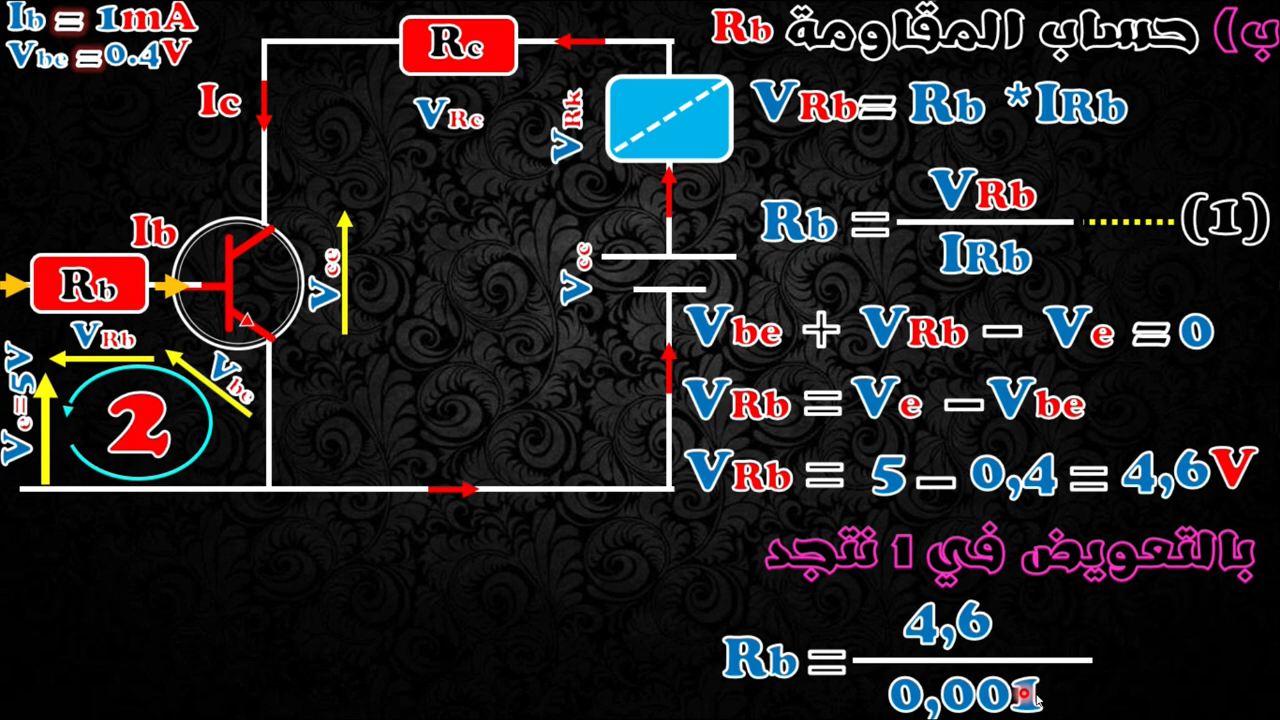 Ib = 1mA
Vbe = 0.4V
Rc
VRc
Ic
VRk
Vcc
Vce
Ib
Rb
VRb
Vbe
Ve=5V
2
ب) حساب المقاومة Rb
VRb= Rb *IRb
Rb = VRb / IRb ........... (1)
Vbe + VRb – Ve = 0
VRb = Ve – Vbe
VRb = 5 – 0,4 = 4,6V
بالتعويض في 1 نتجد
Rb = 4,6 / 0,001